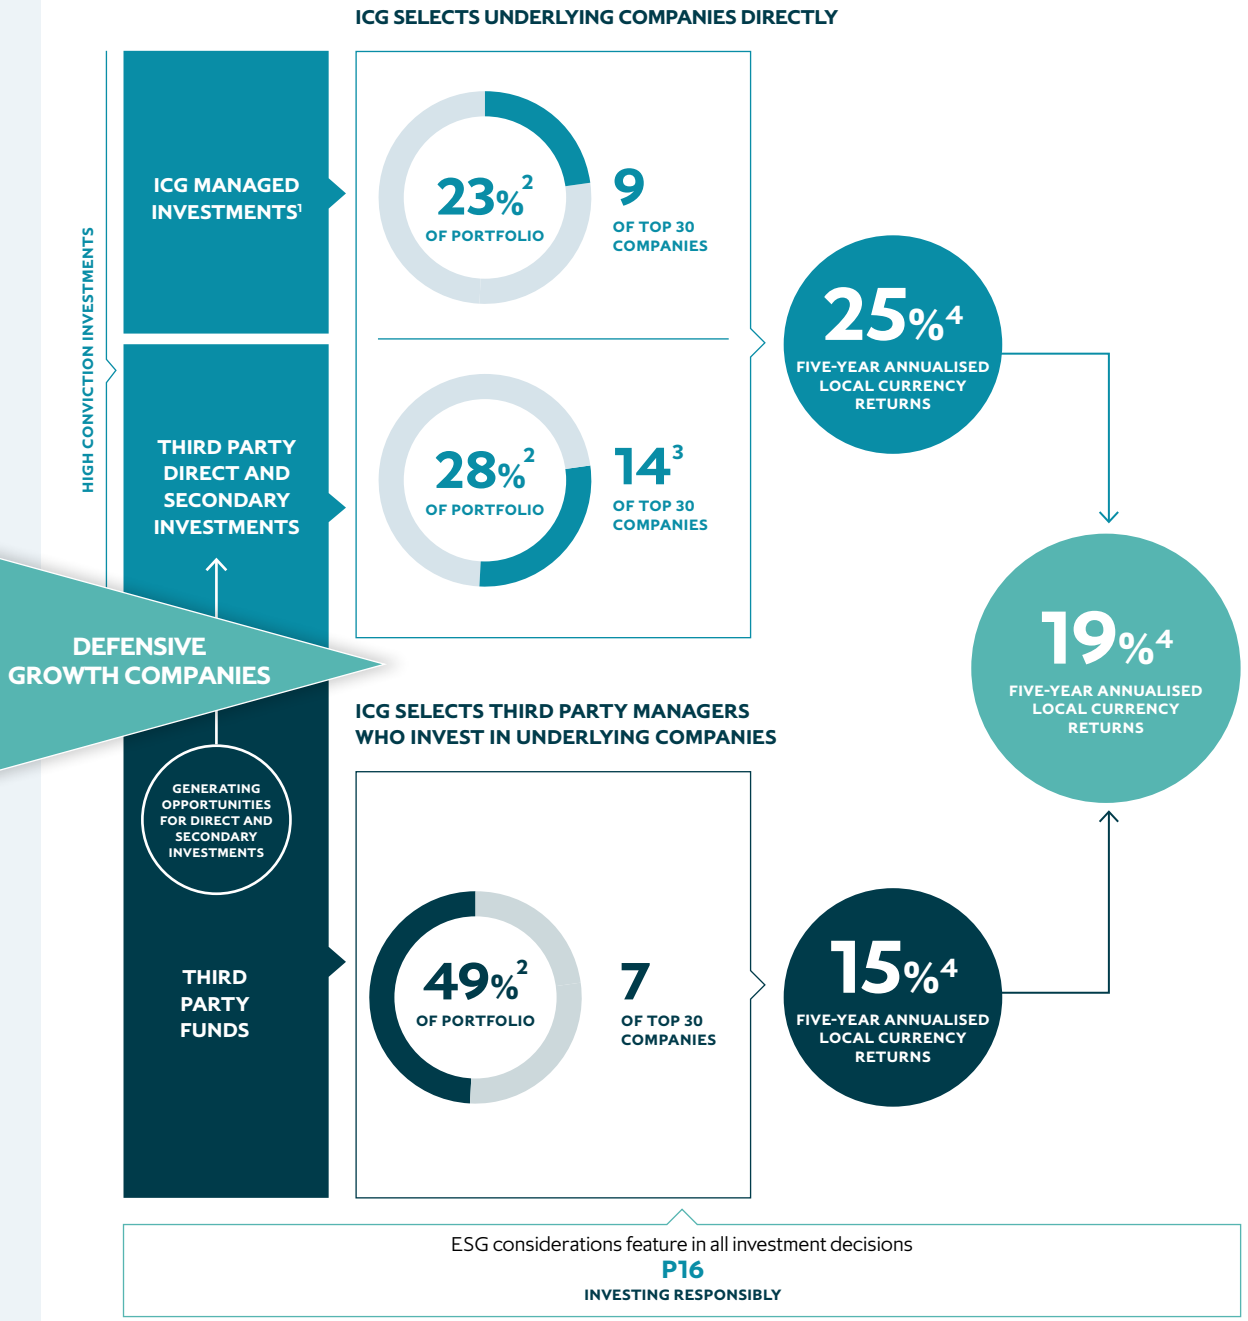 ICG SELECTS UNDERLYING COMPANIES DIRECTLY
HIGH CONVICTION INVESTMENTS
ICG MANAGED
INVESTMENTS¹
23%²
OF PORTFOLIO
9
OF TOP 30
COMPANIES
THIRD PARTY
DIRECT AND
SECONDARY
INVESTMENTS
28%²
OF PORTFOLIO
14³
OF TOP 30
COMPANIES
25%⁴
FIVE-YEAR ANNUALISED
LOCAL CURRENCY
RETURNS
DEFENSIVE
GROWTH COMPANIES
19%⁴
FIVE-YEAR ANNUALISED
LOCAL CURRENCY
RETURNS
ICG SELECTS THIRD PARTY MANAGERS
WHO INVEST IN UNDERLYING COMPANIES
GENERATING
OPPORTUNITIES
FOR DIRECT AND
SECONDARY
INVESTMENTS
THIRD
PARTY
FUNDS
49%²
OF PORTFOLIO
7
OF TOP 30
COMPANIES
15%⁴
FIVE-YEAR ANNUALISED
LOCAL CURRENCY
RETURNS
ESG considerations feature in all investment decisions
P16
INVESTING RESPONSIBLY